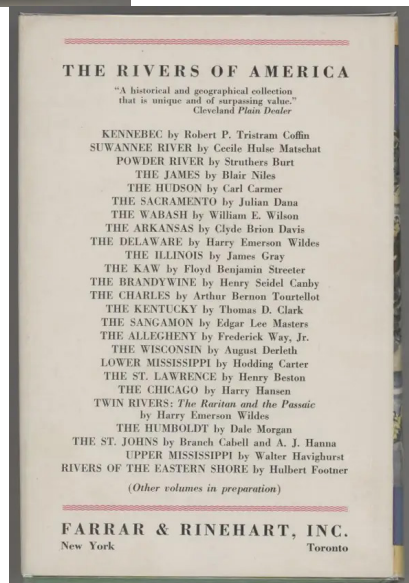 THE RIVERS OF AMERICA
"A historical and geographical collection
that is unique and of surpassing value."
Cleveland Plain Dealer
KENNEBEC by Robert P. Tristram Coffin
SUWANNEE RIVER by Cecile Hulse Matschat
POWDER RIVER by Struthers Burt
THE JAMES by Blair Niles
THE HUDSON by Carl Carmer
THE SACRAMENTO by Julian Dana
THE WABASH by William E. Wilson
THE ARKANSAS by Clyde Brion Davis
THE DELAWARE by Harry Emerson Wildes
THE ILLINOIS by James Gray
THE KAW by Floyd Benjamin Streeter
THE BRANDYWINE by Henry Seidel Canby
THE CHARLES by Arthur Bernon Tourtellot
THE KENTUCKY by Thomas D. Clark
THE SANGAMON by Edgar Lee Masters
THE ALLEGHENY by Frederick Way, Jr.
THE WISCONSIN by August Derleth
LOWER MISSISSIPPI by Hodding Carter
THE ST. LAWRENCE by Henry Beston
THE CHICAGO by Harry Hansen
TWIN RIVERS: The Raritan and the Passaic
by Harry Emerson Wildes
THE HUMBOLDT by Dale Morgan
THE ST. JOHNS by Branch Cabell and A. J. Hanna
UPPER MISSISSIPPI by Walter Havighurst
RIVERS OF THE EASTERN SHORE by Hulbert Footner
(Other volumes in preparation)
FARRAR & RINEHART, INC.
New York Toronto